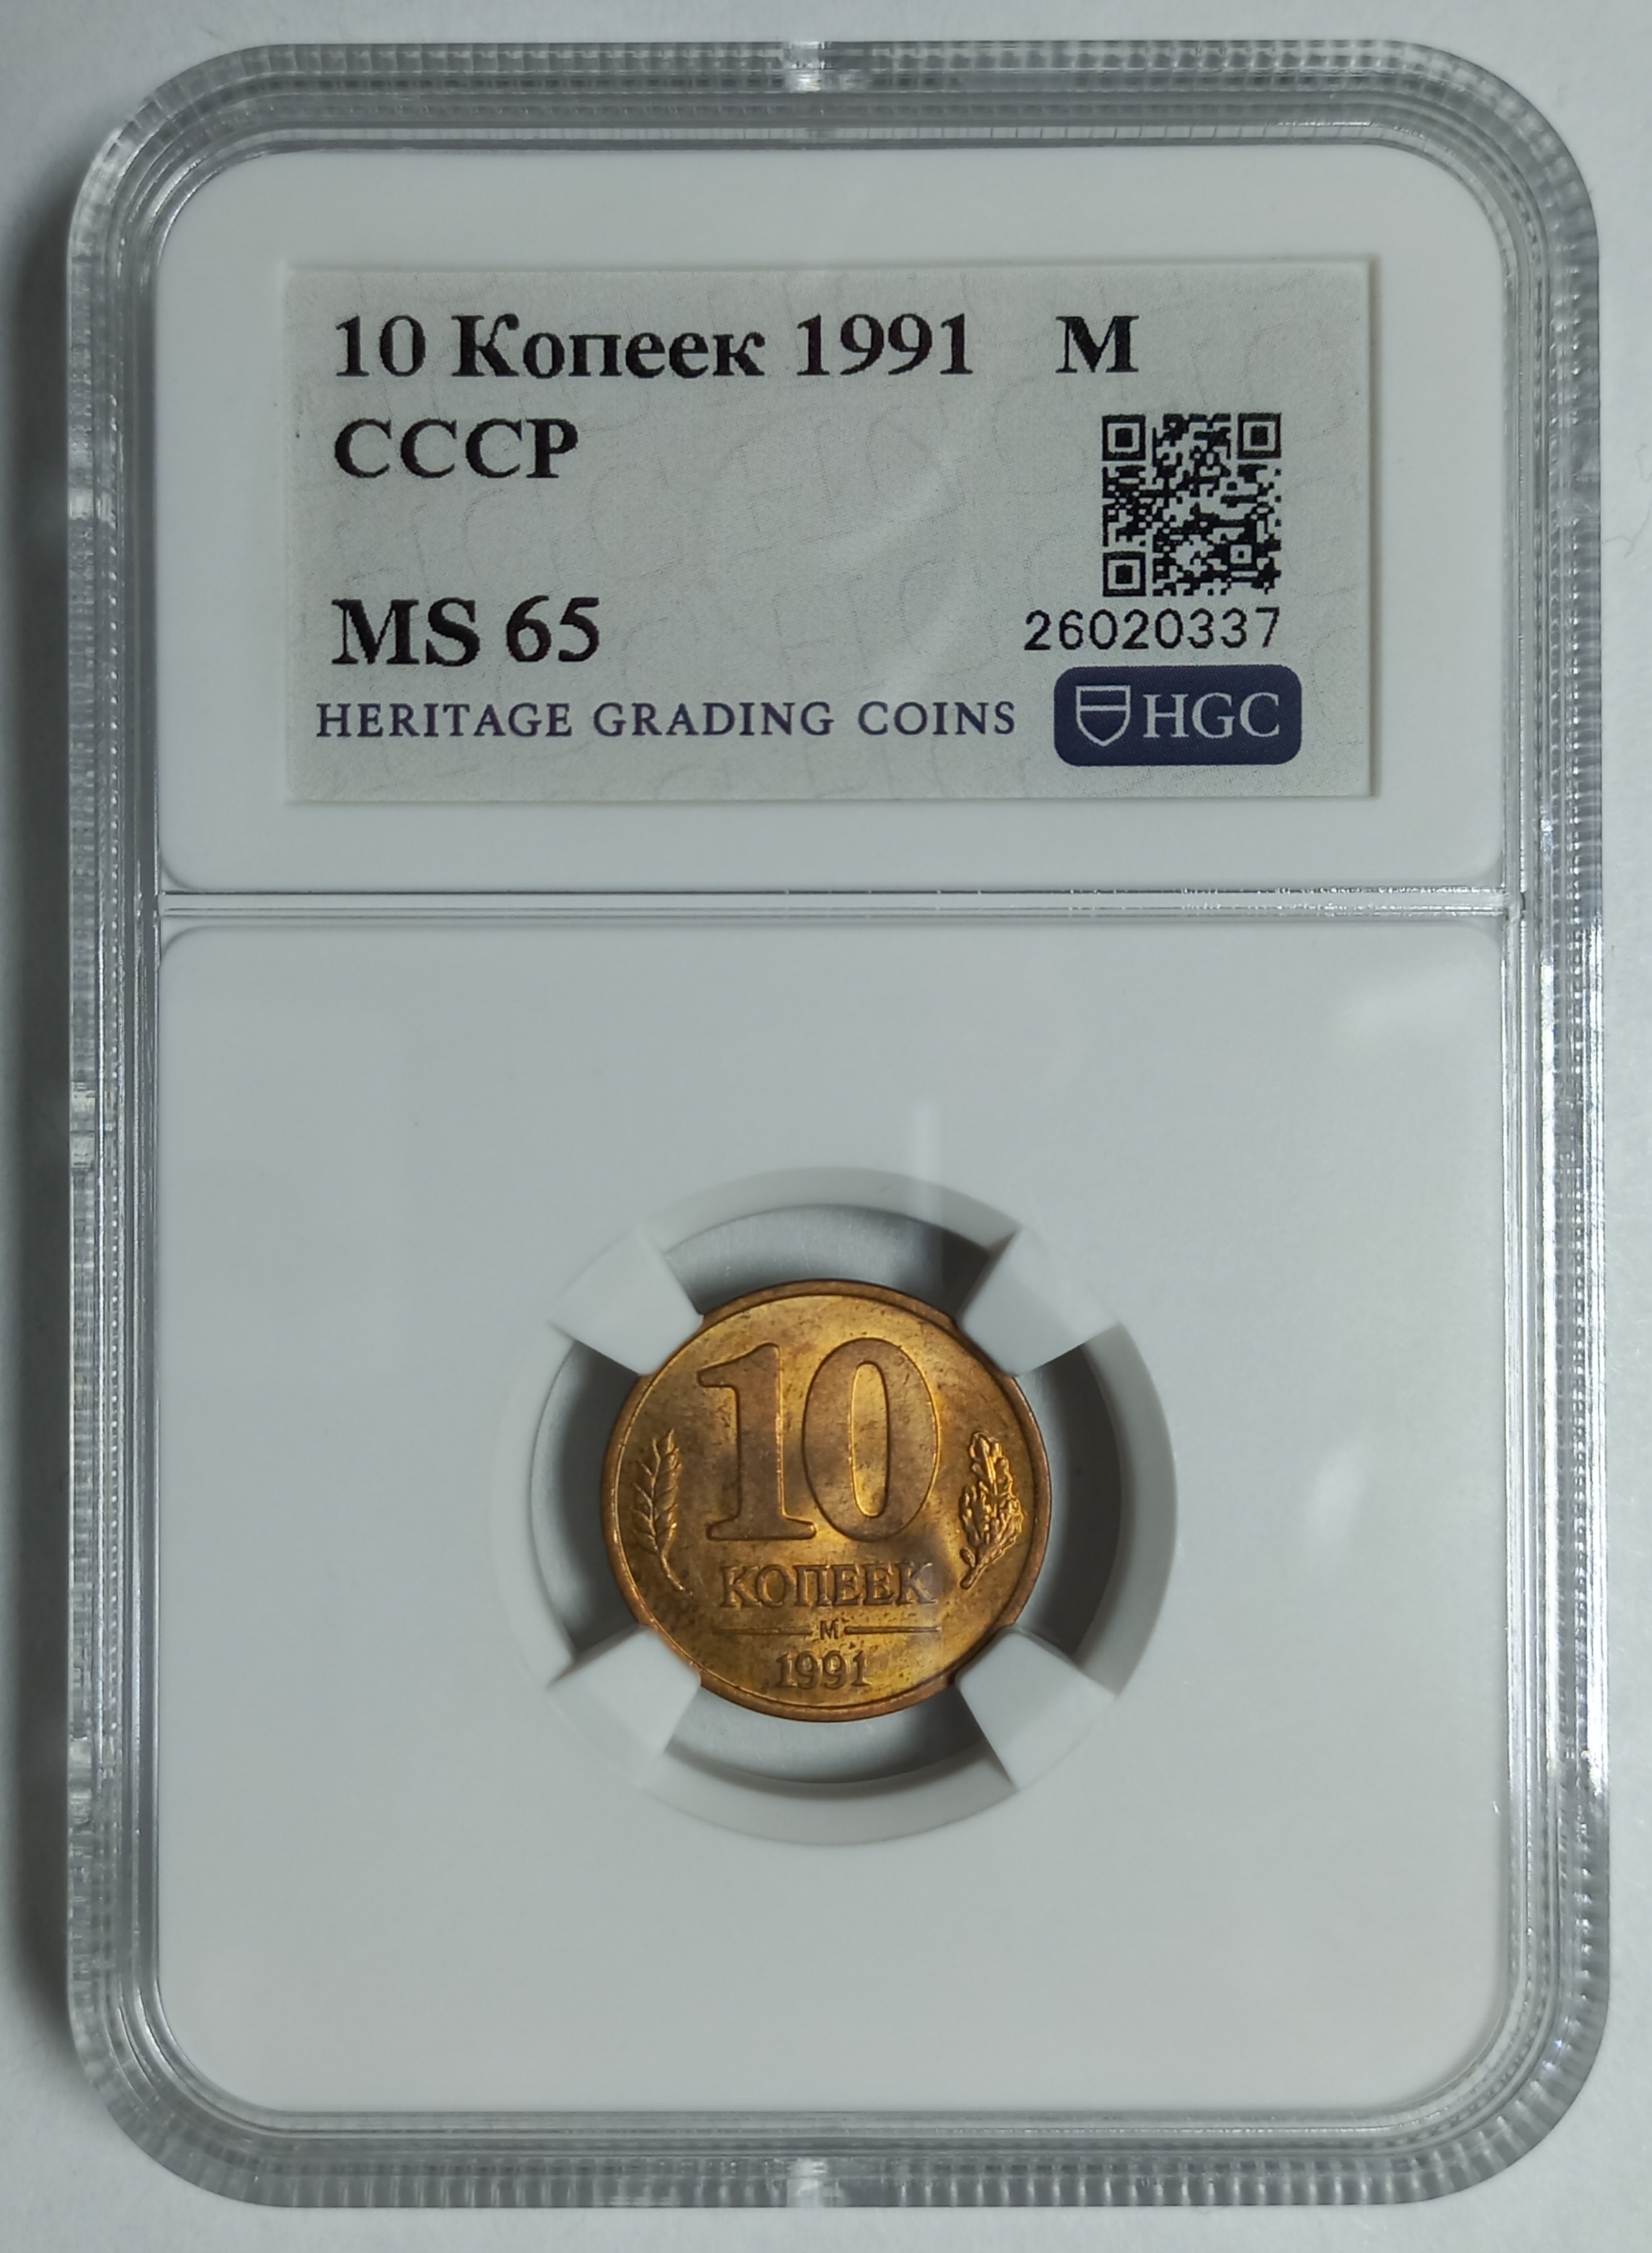 10 Копеек 1991 М
СССР
MS 65
26020337
HERITAGE GRADING COINS
HGC
10
КОПЕЕК
М
1991